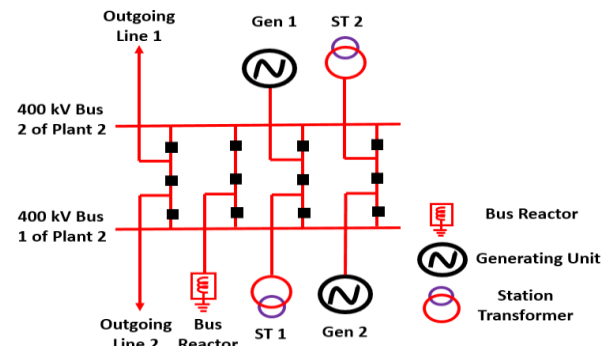 Outgoing
Line 1
Gen 1
ST 2
400 kV Bus
2 of Plant 2
400 kV Bus
1 of Plant 2
Bus Reactor
Generating Unit
Station
Transformer
Outgoing
Line 2
Bus
Reactor
ST 1
Gen 2